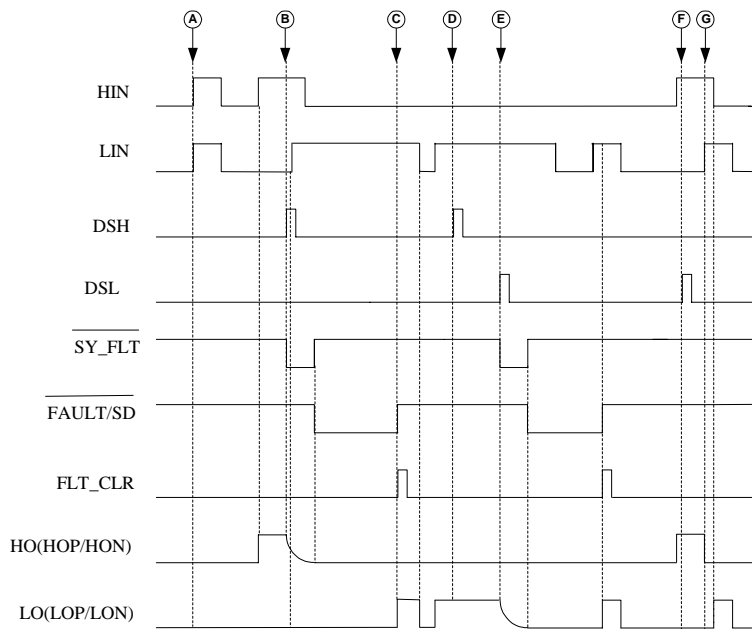 A B C D E F G
HIN
LIN
DSH
DSL
SY_FLT
FAULT/SD
FLT_CLR
HO(HOP/HON)
LO(LOP/LON)